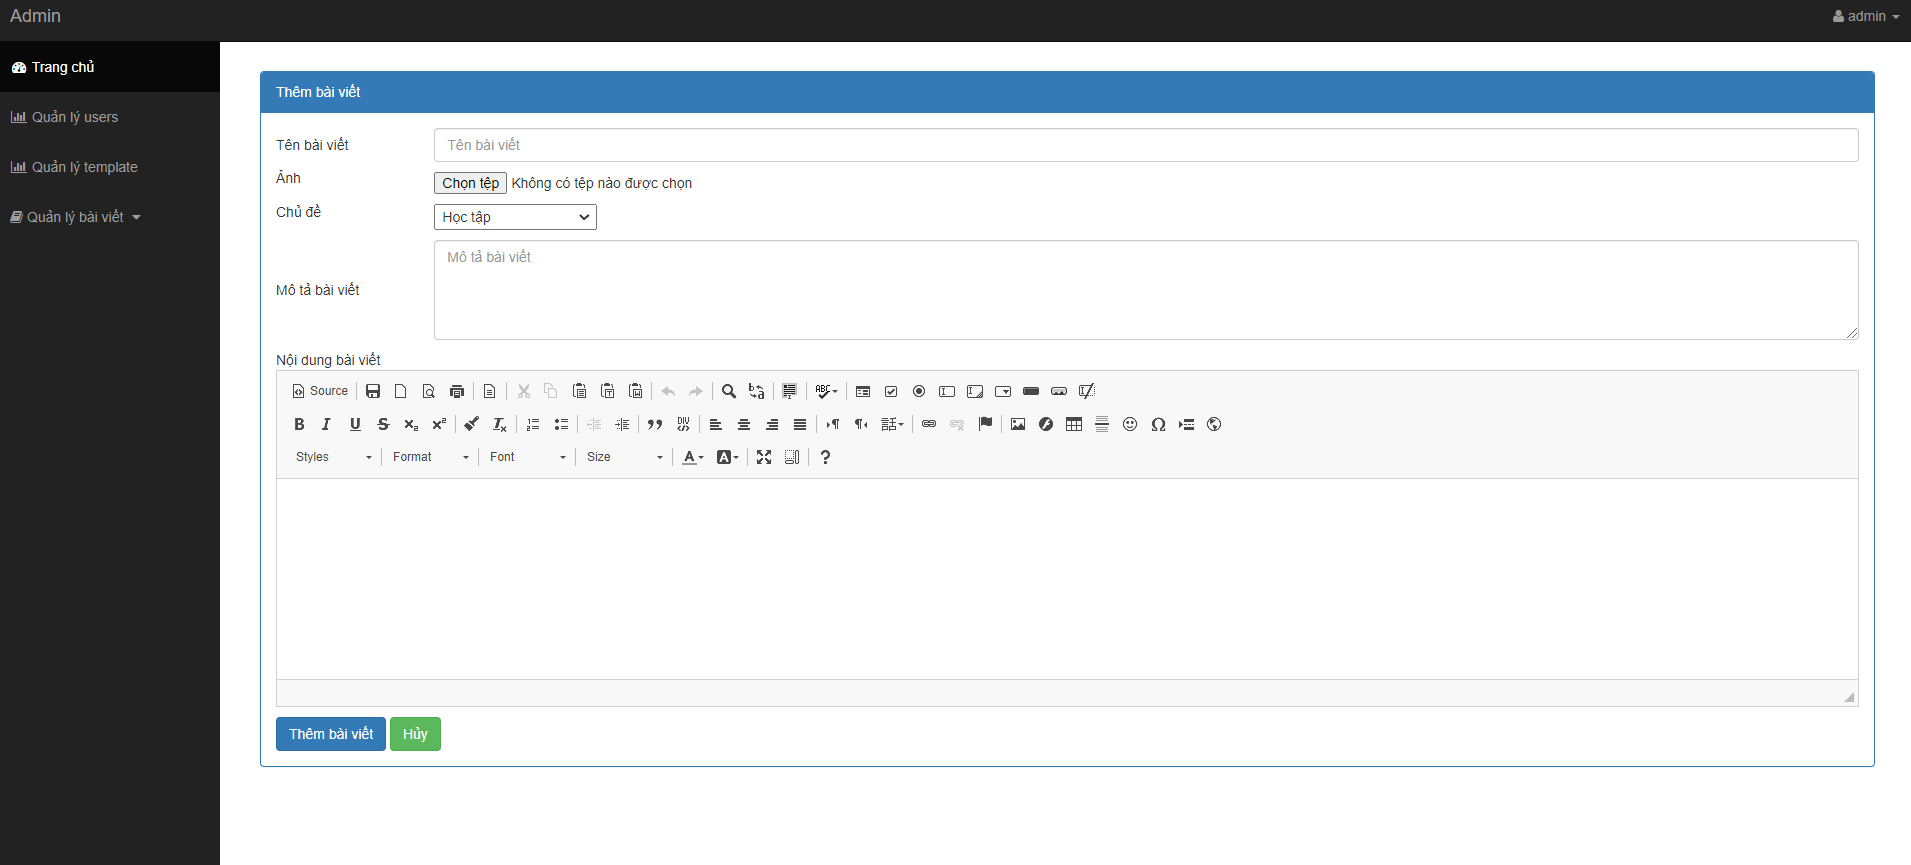 Admin
admin
Trang chủ
Quản lý users
Quản lý template
Quản lý bài viết
Thêm bài viết
Tên bài viết
Tên bài viết
Ảnh
Chọn tệp Không có tệp nào được chọn
Chủ đề
Học tập
Mô tả bài viết
Mô tả bài viết
Nội dung bài viết
Source
Styles Format Font Size
Thêm bài viết Hủy